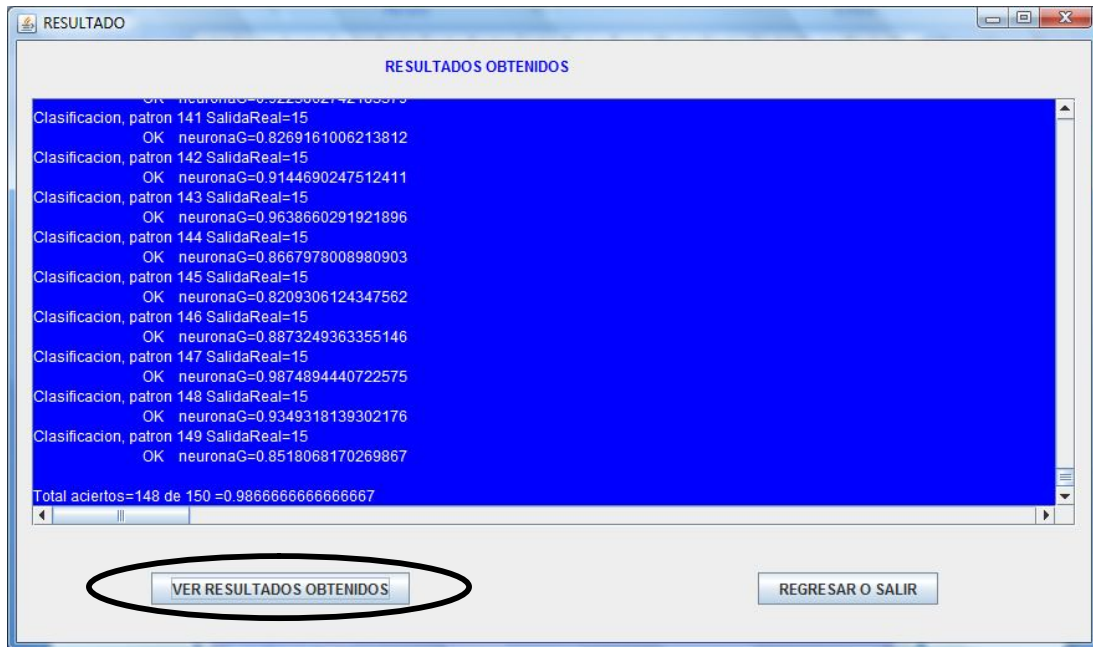 RESULTADO
RESULTADOS OBTENIDOS
OK neuronaG=0.9223802742163379
Clasificacion, patron 141 SalidaReal=15
OK neuronaG=0.8269161006213812
Clasificacion, patron 142 SalidaReal=15
OK neuronaG=0.9144690247512411
Clasificacion, patron 143 SalidaReal=15
OK neuronaG=0.9638660291921896
Clasificacion, patron 144 SalidaReal=15
OK neuronaG=0.8667978008980903
Clasificacion, patron 145 SalidaReal=15
OK neuronaG=0.8209306124347562
Clasificacion, patron 146 SalidaReal=15
OK neuronaG=0.8873249363355146
Clasificacion, patron 147 SalidaReal=15
OK neuronaG=0.9874894440722575
Clasificacion, patron 148 SalidaReal=15
OK neuronaG=0.9349318139302176
Clasificacion, patron 149 SalidaReal=15
OK neuronaG=0.8518068170269867
Total aciertos=148 de 150 =0.9866666666666667
VER RESULTADOS OBTENIDOS
REGRESAR O SALIR